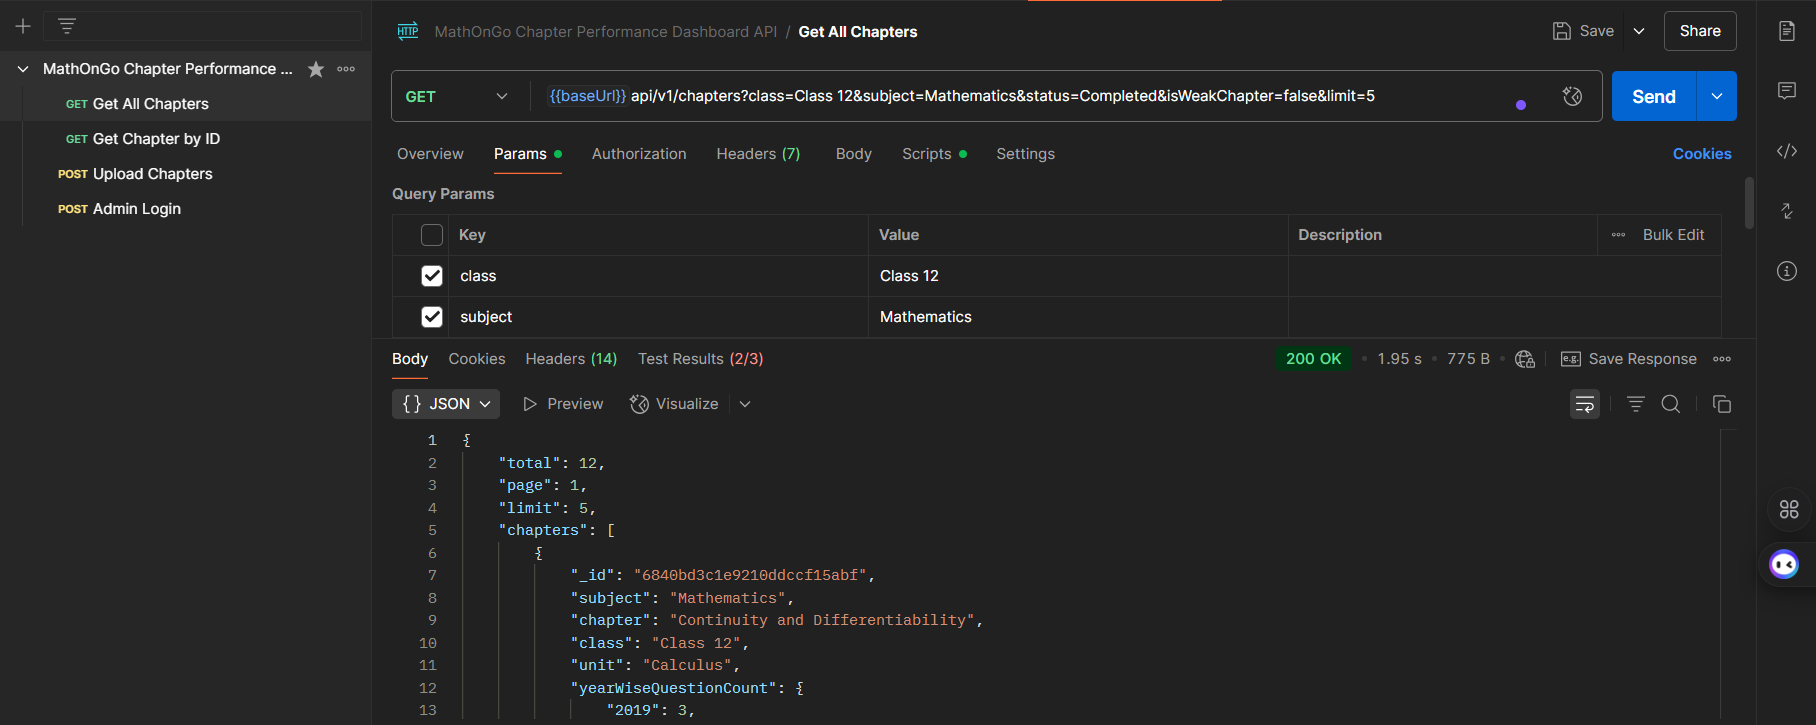 MathOnGo Chapter Performance Dashboard API / Get All Chapters
Save
Share
MathOnGo Chapter Performance ...
GET Get All Chapters
GET Get Chapter by ID
POST Upload Chapters
POST Admin Login
HTTP
GET {{baseUrl}} api/v1/chapters?class=Class 12&subject=Mathematics&status=Completed&isWeakChapter=false&limit=5
Send
Overview Params Authorization Headers (7) Body Scripts Settings Cookies
Query Params
Key Value Description Bulk Edit
class Class 12
subject Mathematics
Body Cookies Headers (14) Test Results (2/3) 200 OK 1.95 s 775 B e.g. Save Response
{} JSON Preview Visualize
1 {
2 "total": 12,
3 "page": 1,
4 "limit": 5,
5 "chapters": [
6 {
7 "_id": "6840bd3c1e9210ddccf15abf",
8 "subject": "Mathematics",
9 "chapter": "Continuity and Differentiability",
10 "class": "Class 12",
11 "unit": "Calculus",
12 "yearWiseQuestionCount": {
13 "2019": 3,